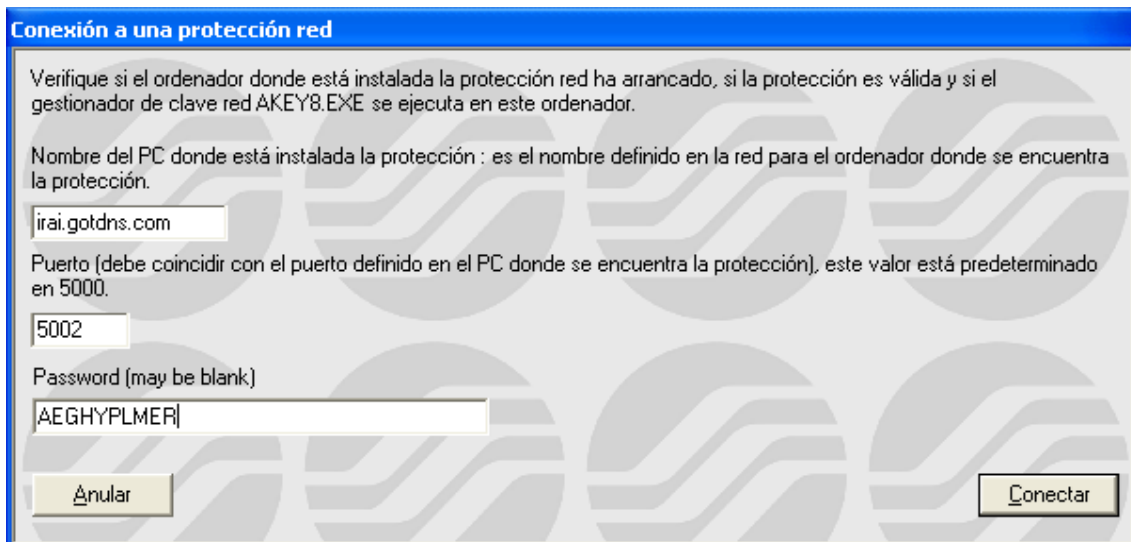 Conexión a una protección red
Verifique si el ordenador donde está instalada la protección red ha arrancado, si la protección es válida y si el
gestionador de clave red AKEY8.EXE se ejecuta en este ordenador.
Nombre del PC donde está instalada la protección : es el nombre definido en la red para el ordenador donde se encuentra
la protección.
irai.gotdns.com
Puerto (debe coincidir con el puerto definido en el PC donde se encuentra la protección), este valor está predeterminado
en 5000.
5002
Password (may be blank)
AEGHYPLMER
Anular Conectar